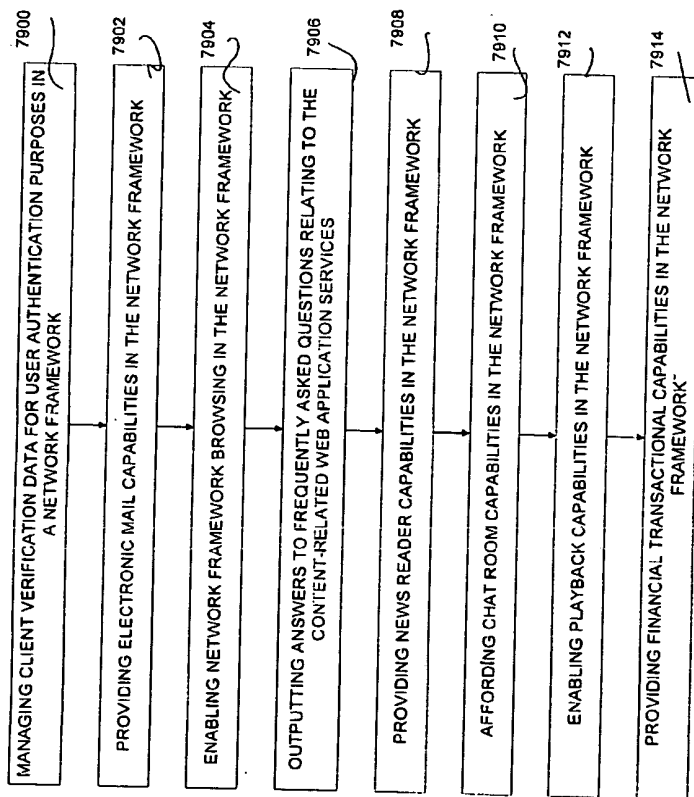 7900
MANAGING CLIENT VERIFICATION DATA FOR USER AUTHENTICATION PURPOSES IN
A NETWORK FRAMEWORK
7902
PROVIDING ELECTRONIC MAIL CAPABILITIES IN THE NETWORK FRAMEWORK
7904
ENABLING NETWORK FRAMEWORK BROWSING IN THE NETWORK FRAMEWORK
7906
OUTPUTTING ANSWERS TO FREQUENTLY ASKED QUESTIONS RELATING TO THE
CONTENT-RELATED WEB APPLICATION SERVICES
7908
PROVIDING NEWS READER CAPABILITIES IN THE NETWORK FRAMEWORK
7910
AFFORDING CHAT ROOM CAPABILITIES IN THE NETWORK FRAMEWORK
7912
ENABLING PLAYBACK CAPABILITIES IN THE NETWORK FRAMEWORK
7914
PROVIDING FINANCIAL TRANSACTIONAL CAPABILITIES IN THE NETWORK
FRAMEWORK